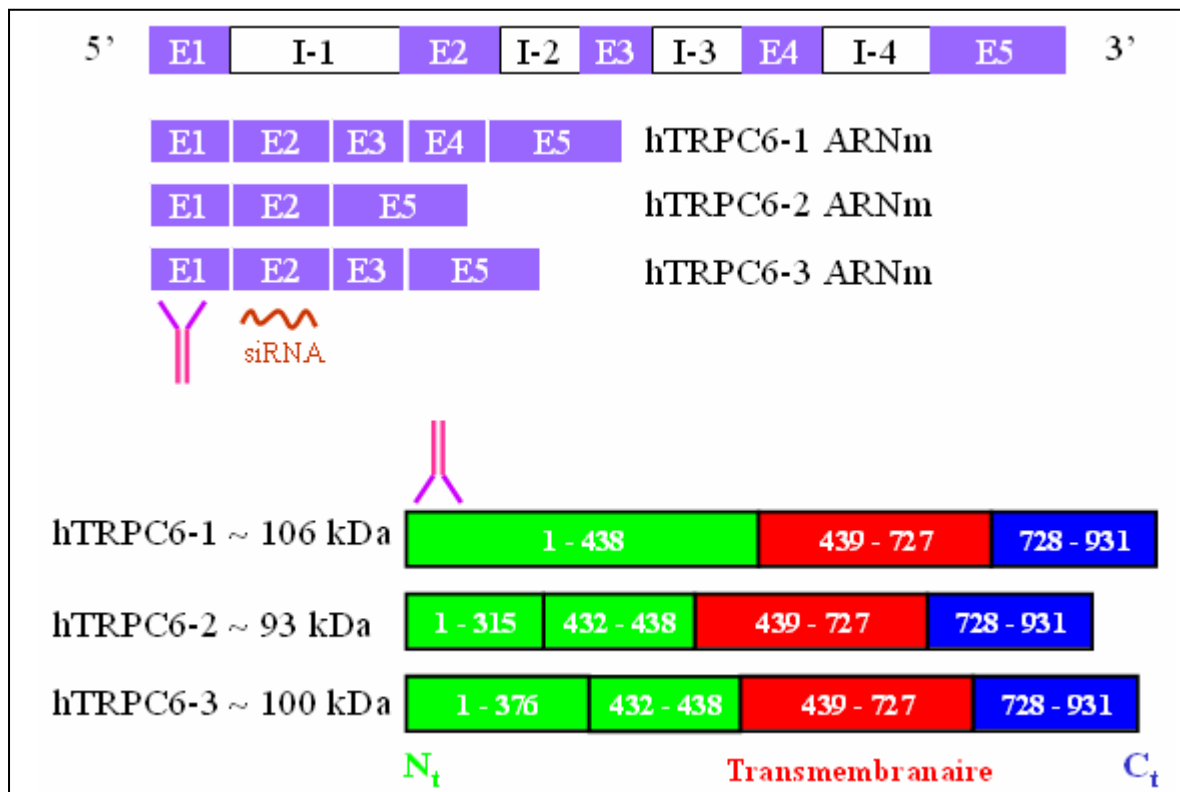 5’ E1 I-1 E2 I-2 E3 I-3 E4 I-4 E5 3’
E1 E2 E3 E4 E5 hTRPC6-1 ARNm
E1 E2 E5 hTRPC6-2 ARNm
E1 E2 E3 E5 hTRPC6-3 ARNm
siRNA
hTRPC6-1 ~ 106 kDa 1 - 438 439 - 727 728 - 931
hTRPC6-2 ~ 93 kDa 1 - 315 432 - 438 439 - 727 728 - 931
hTRPC6-3 ~ 100 kDa 1 - 376 432 - 438 439 - 727 728 - 931
Nt Transmembranaire Ct